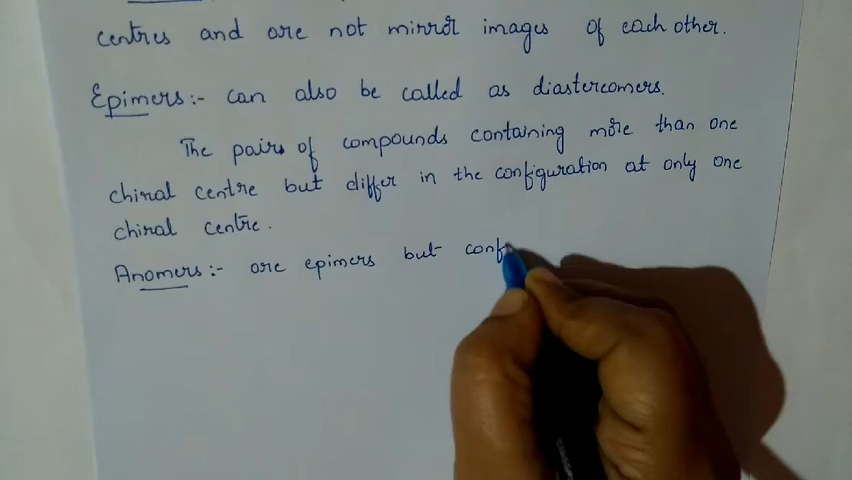 centres and are not mirror images of each other.
Epimers :- can also be called as diastereomers.
The pairs of compounds containing more than one
chiral centre but differ in the configuration at only one
chiral centre.
Anomers :- are epimers but conf